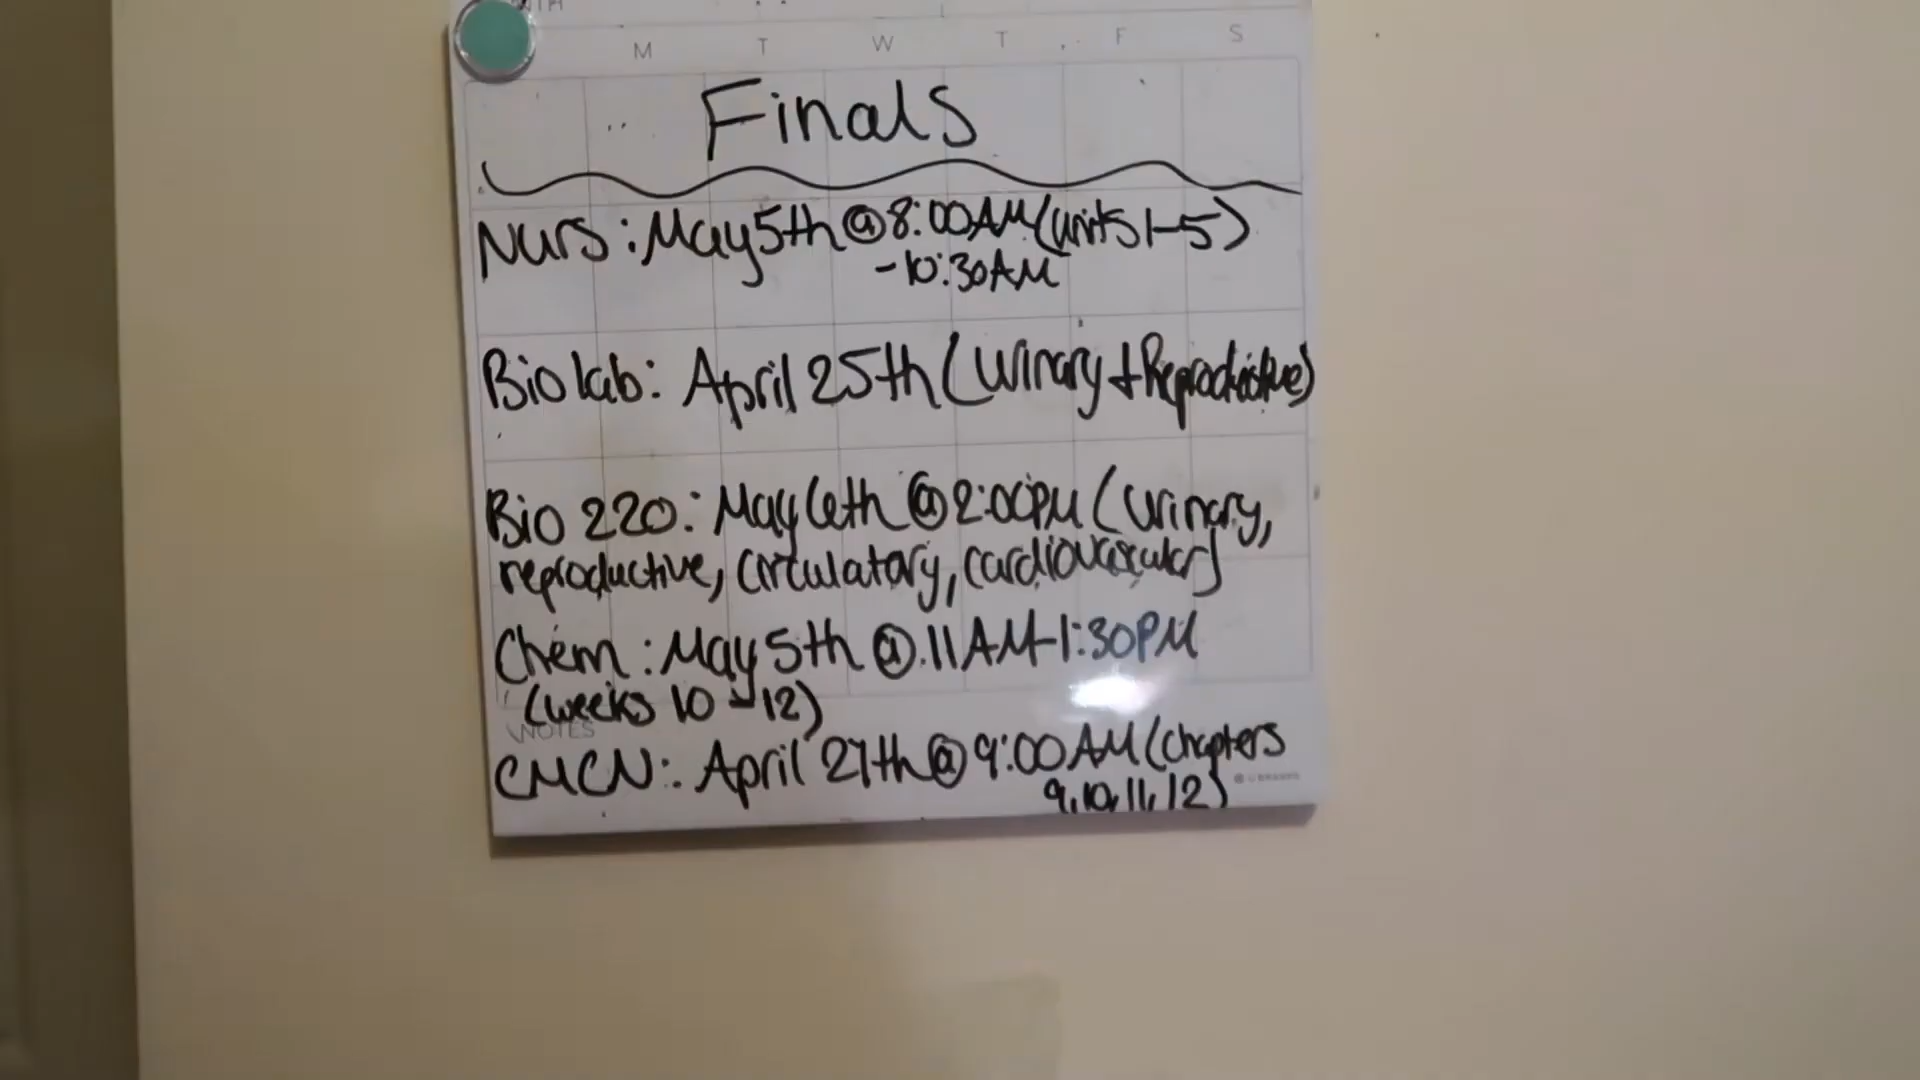 M T W T F S
Finals
Nurs: May 5th @ 8:00AM (units 1-5)
-10:30AM
Bio lab: April 25th (Urinary + Reproductive)
Bio 220: May 6th @ 2:00PM (Urinary,
reproductive, circulatory, cardiovascular)
Chem: May 5th @ 11AM-1:30PM
(weeks 10-12)
NOTES
CMCN: April 27th @ 9:00AM (chapters
9,10,11,12)